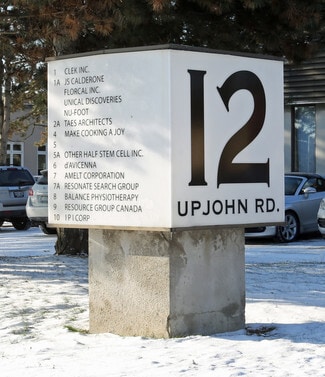 1 CLEK INC.
1A JS CALDERONE
FLORCAL INC.
UNICAL DISCOVERIES
NU-FOOT
2A TAES ARCHITECTS
4 MAKE COOKING A JOY
5
5A OTHER HALF STEM CELL INC.
6 d'AVICENNA
7 AMELT CORPORATION
7A RESONATE SEARCH GROUP
8 BALANCE PHYSIOTHERAPY
9 RESOURCE GROUP CANADA
10 I P I CORP
12
UPJOHN RD.